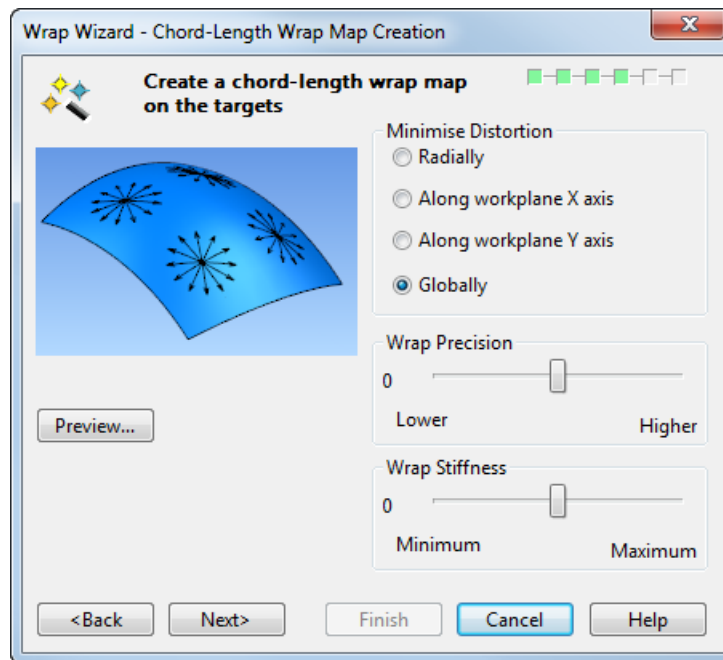 Wrap Wizard - Chord-Length Wrap Map Creation
Create a chord-length wrap map
on the targets
Minimise Distortion
Radially
Along workplane X axis
Along workplane Y axis
Globally
Wrap Precision
0
Lower
Higher
Preview...
Wrap Stiffness
0
Minimum
Maximum
<Back
Next>
Finish
Cancel
Help